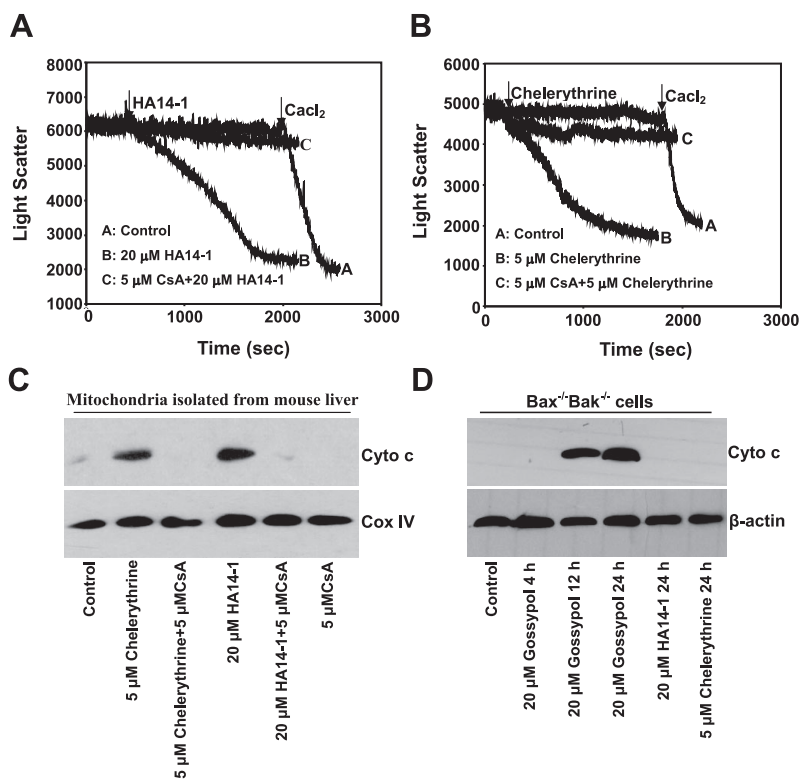 A
8000
7000
6000
5000
4000
3000
2000
1000
Light Scatter
HA14-1
Cacl2
C
B
A
A: Control
B: 20 µM HA14-1
C: 5 µM CsA+20 µM HA14-1
0
1000
2000
3000
Time (sec)
B
6000
5000
4000
3000
2000
1000
0
Light Scatter
Chelerythrine
Cacl2
C
A
B
A: Control
B: 5 µM Chelerythrine
C: 5 µM CsA+5 µM Chelerythrine
0
1000
2000
3000
Time (sec)
C
Mitochondria isolated from mouse liver
Cyto c
Cox IV
Control
5 µM Chelerythrine
5 µM Chelerythrine+5 µMCsA
20 µM HA14-1
20 µM HA14-1+5 µMCsA
5 µMCsA
D
Bax-/-Bak-/- cells
Cyto c
β-actin
Control
20 µM Gossypol 4 h
20 µM Gossypol 12 h
20 µM Gossypol 24 h
20 µM HA14-1 24 h
5 µM Chelerythrine 24 h